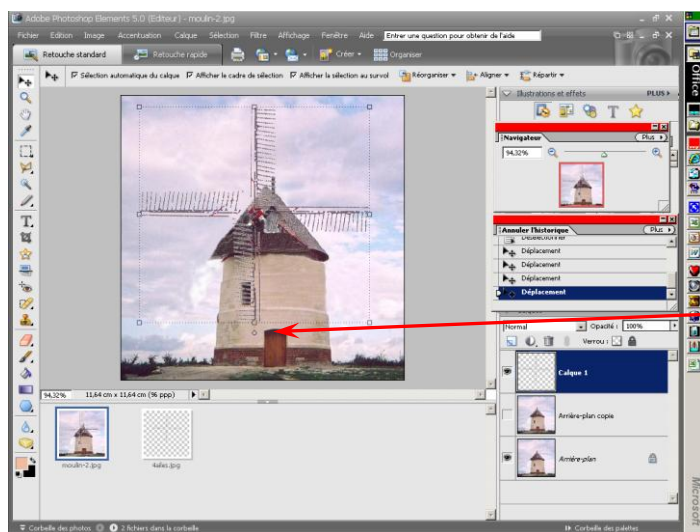 Adobe Photoshop Elements 5.0 (Editeur) - moulin-2.jpg
Fichier Edition Image Accentuation Calque Sélection Filtre Affichage Fenêtre Aide Entrer une question pour obtenir de l'aide
Retouche standard Retouche rapide Créer Organiser
Sélection automatique du calque Afficher le cadre de sélection Afficher la sélection au survol Réorganiser Aligner Répartir
Illustrations et effets PLUS
Office
Navigateur Plus
94,32%
Annuler l'historique Plus
Désélectionner
Déplacement
Déplacement
Déplacement
Déplacement
Normal Opacité : 100%
Verrou :
Calque 1
Arrière-plan copie
Arrière-plan
94,32% 11,64 cm x 11,64 cm (96 ppp)
moulin-2.jpg 4ailes.jpg
Microsoft
Corbeille des photos 2 fichiers dans la corbeille Corbeille des palettes